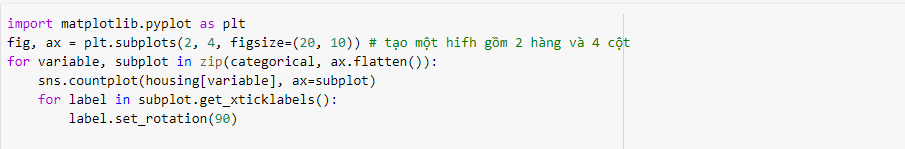 import matplotlib.pyplot as plt
fig, ax = plt.subplots(2, 4, figsize=(20, 10)) # tạo một hifh gồm 2 hàng và 4 cột
for variable, subplot in zip(categorical, ax.flatten()):
    sns.countplot(housing[variable], ax=subplot)
    for label in subplot.get_xticklabels():
        label.set_rotation(90)